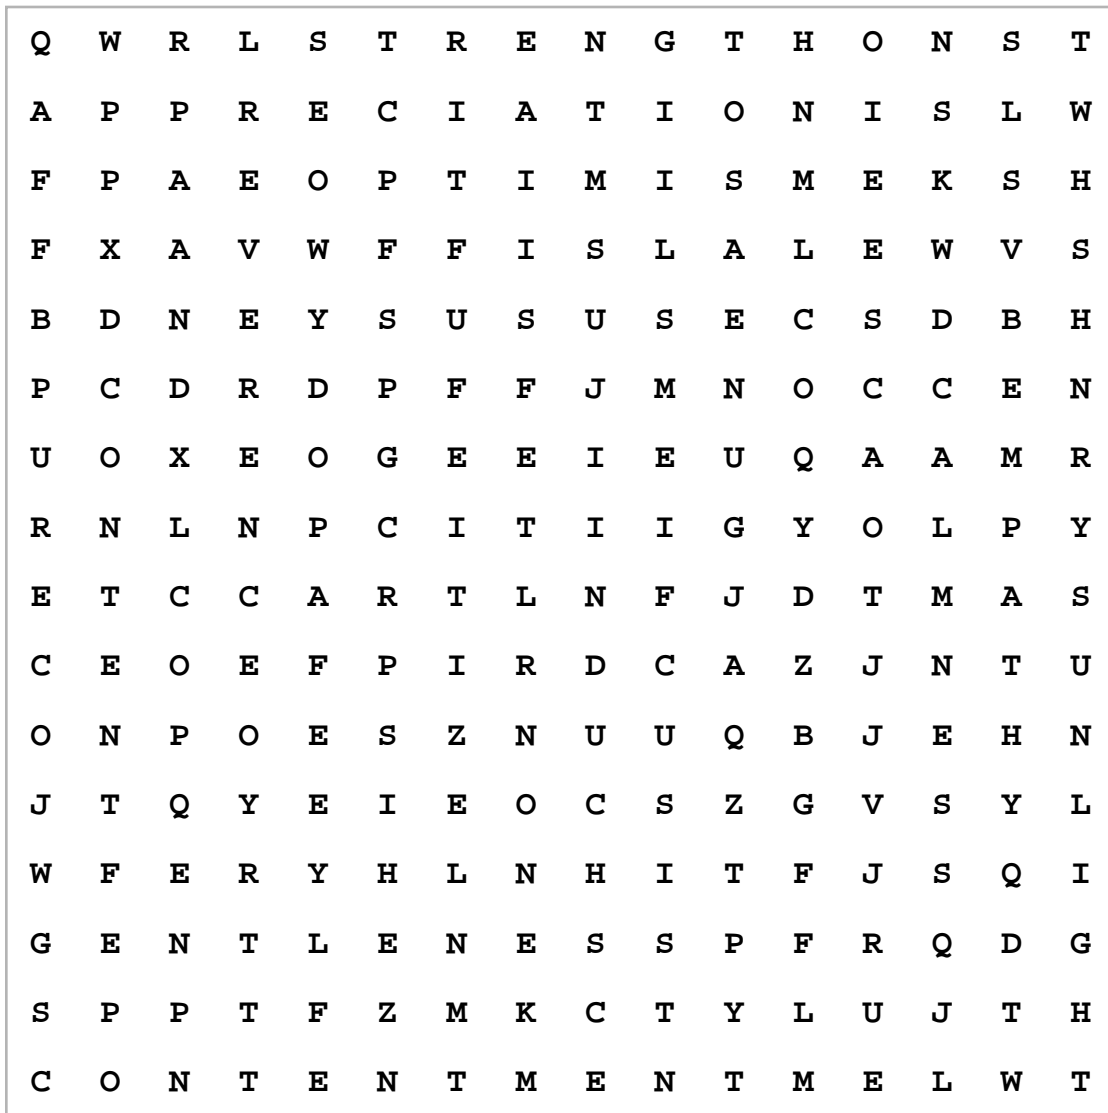 Q W R L S T R E N G T H O N S T
A P P R E C I A T I O N I S L W
F P A E O P T I M I S M E K S H
F X A V W F F I S L A L E W V S
B D N E Y S U S U S E C S D B H
P C D R D P F F J M N O C C E N
U O X E O G E E I E U Q A A M R
R N L N P C I T I I G Y O L P Y
E T C C A R T L N F J D T M A S
C E O E F P I R D C A Z J N T U
O N P O E S Z N U U Q B J E H N
J T Q Y E I E O C S Z G V S Y L
W F E R Y H L N H I T F J S Q I
G E N T L E N E S S P F R Q D G
S P P T F Z M K C T Y L U J T H
C O N T E N T M E N T M E L W T